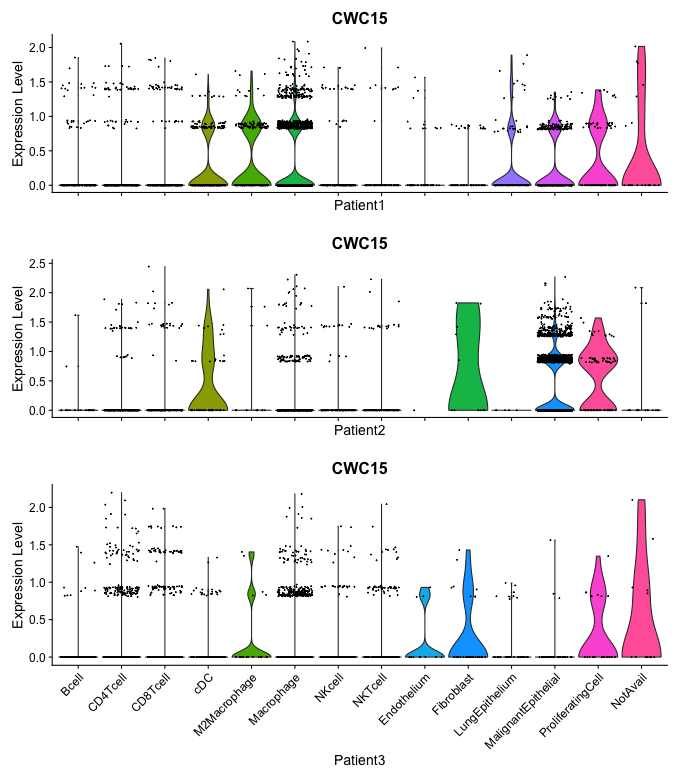 CWC15
Expression Level
2.0
1.5
1.0
0.5
0.0
Patient1
CWC15
Expression Level
2.5
2.0
1.5
1.0
0.5
0.0
Patient2
CWC15
Expression Level
2.0
1.5
1.0
0.5
0.0
Bcell
CD4Tcell
CD8Tcell
cDC
M2Macrophage
Macrophage
NKcell
NKTcell
Endothelium
Fibroblast
LungEpithelium
MalignantEpithelial
ProliferatingCell
NotAvail
Patient3